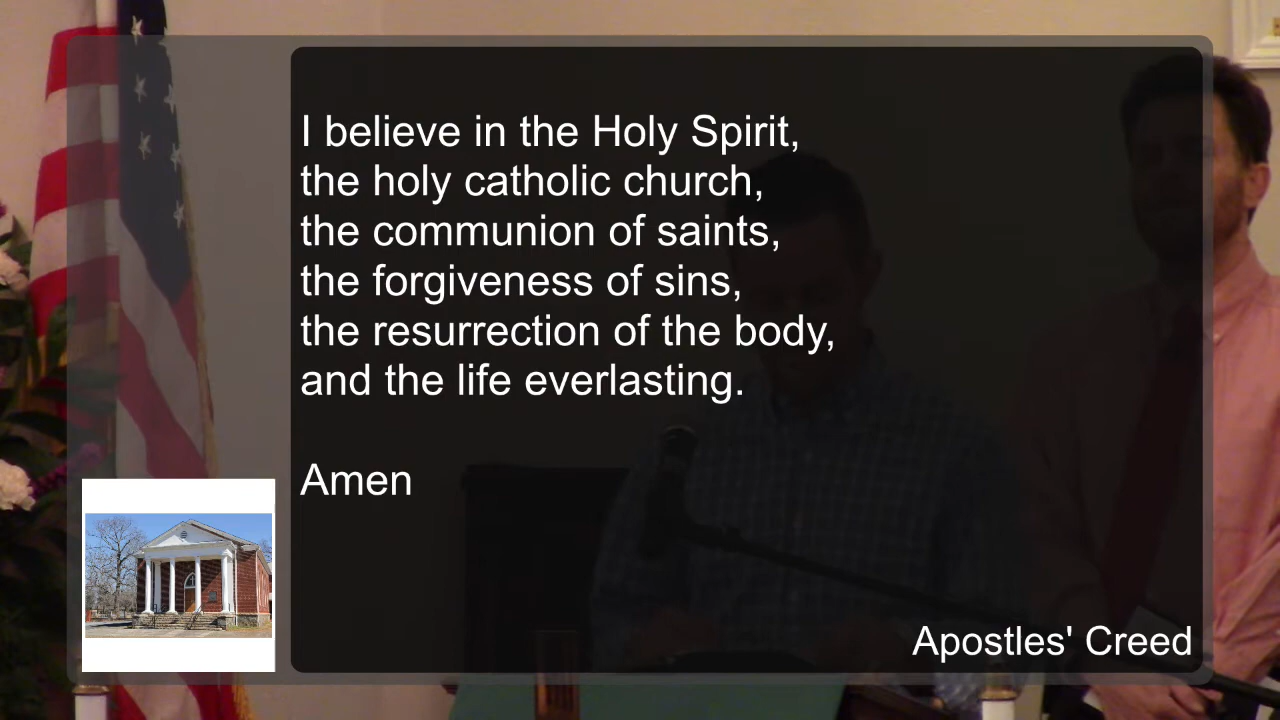 I believe in the Holy Spirit,
the holy catholic church,
the communion of saints,
the forgiveness of sins,
the resurrection of the body,
and the life everlasting.
Amen
Apostles' Creed